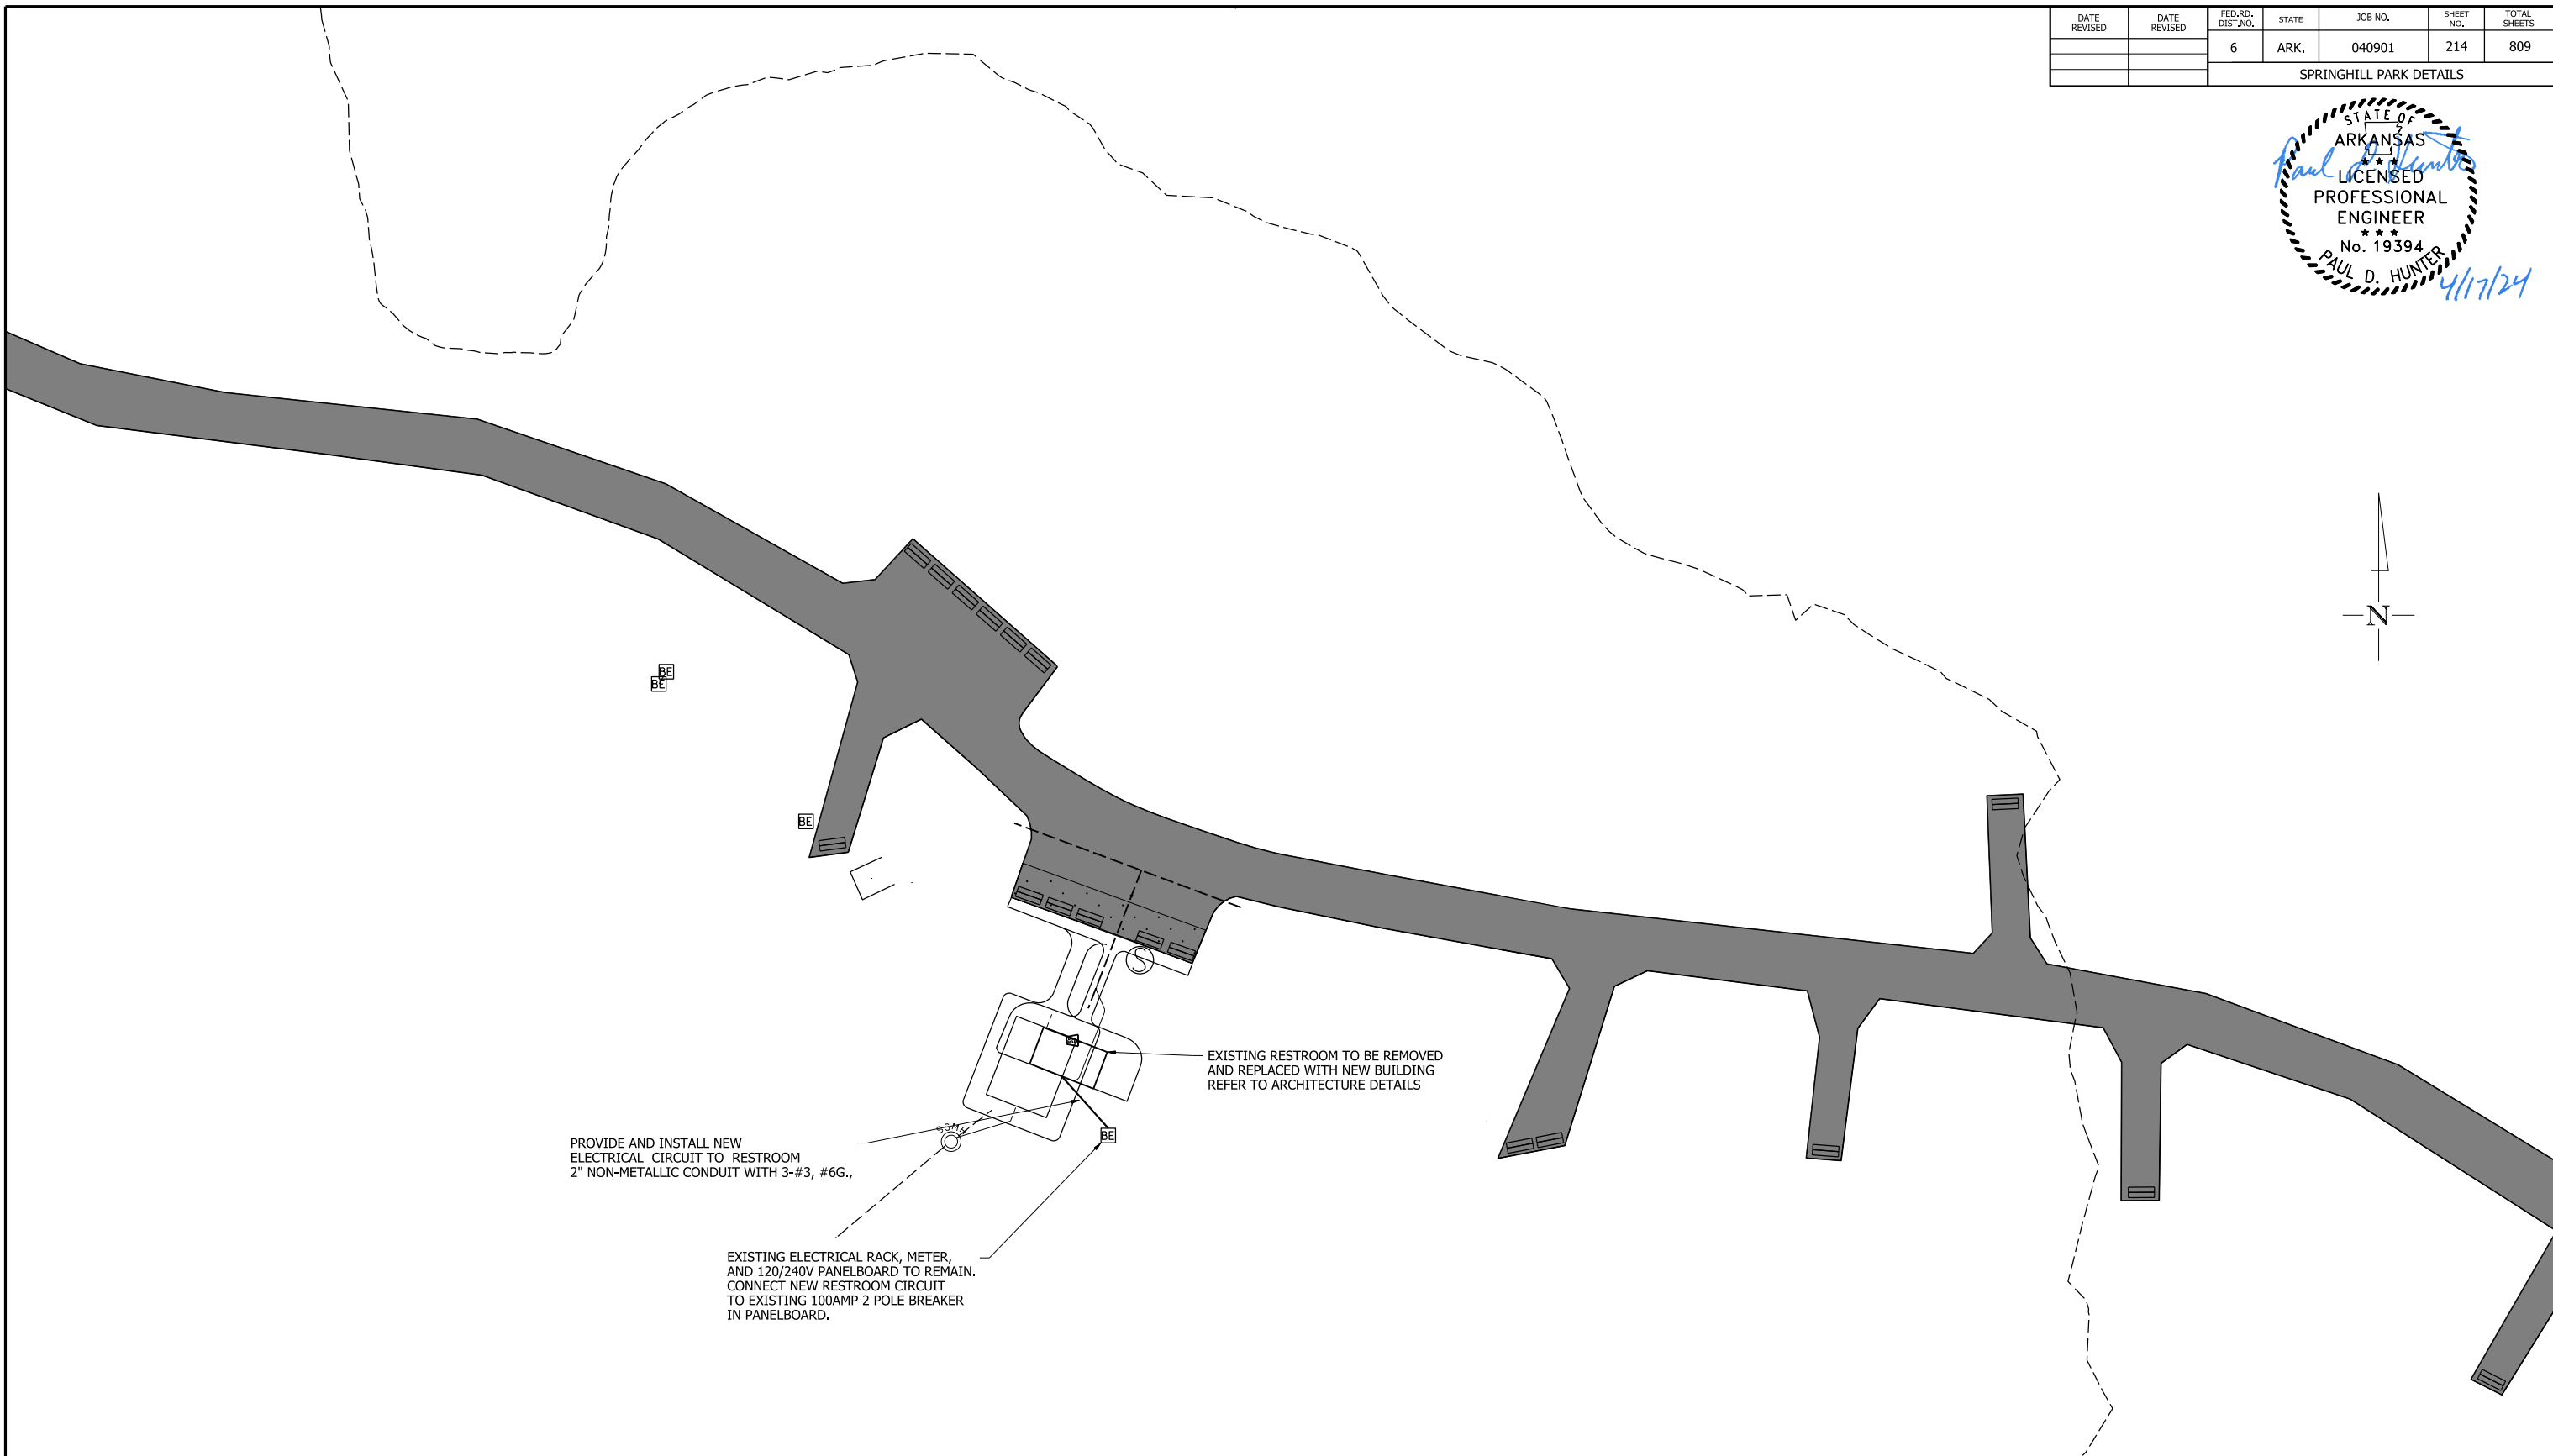 DATE REVISED
DATE REVISED
FED.RD. DIST.NO.
STATE
JOB NO.
SHEET NO.
TOTAL SHEETS
6
ARK.
040901
214
809
SPRINGHILL PARK DETAILS
STATE OF
ARKANSAS
★ ★ ★
LICENSED
PROFESSIONAL
ENGINEER
★ ★ ★
No. 19394
PAUL D. HUNTER
Paul D. Hunter
4/17/24
N
BE
BE
BE
S
EXISTING RESTROOM TO BE REMOVED
AND REPLACED WITH NEW BUILDING
REFER TO ARCHITECTURE DETAILS
SSMH
BE
PROVIDE AND INSTALL NEW
ELECTRICAL CIRCUIT TO RESTROOM
2" NON-METALLIC CONDUIT WITH 3-#3, #6G.,
EXISTING ELECTRICAL RACK, METER,
AND 120/240V PANELBOARD TO REMAIN.
CONNECT NEW RESTROOM CIRCUIT
TO EXISTING 100AMP 2 POLE BREAKER
IN PANELBOARD.